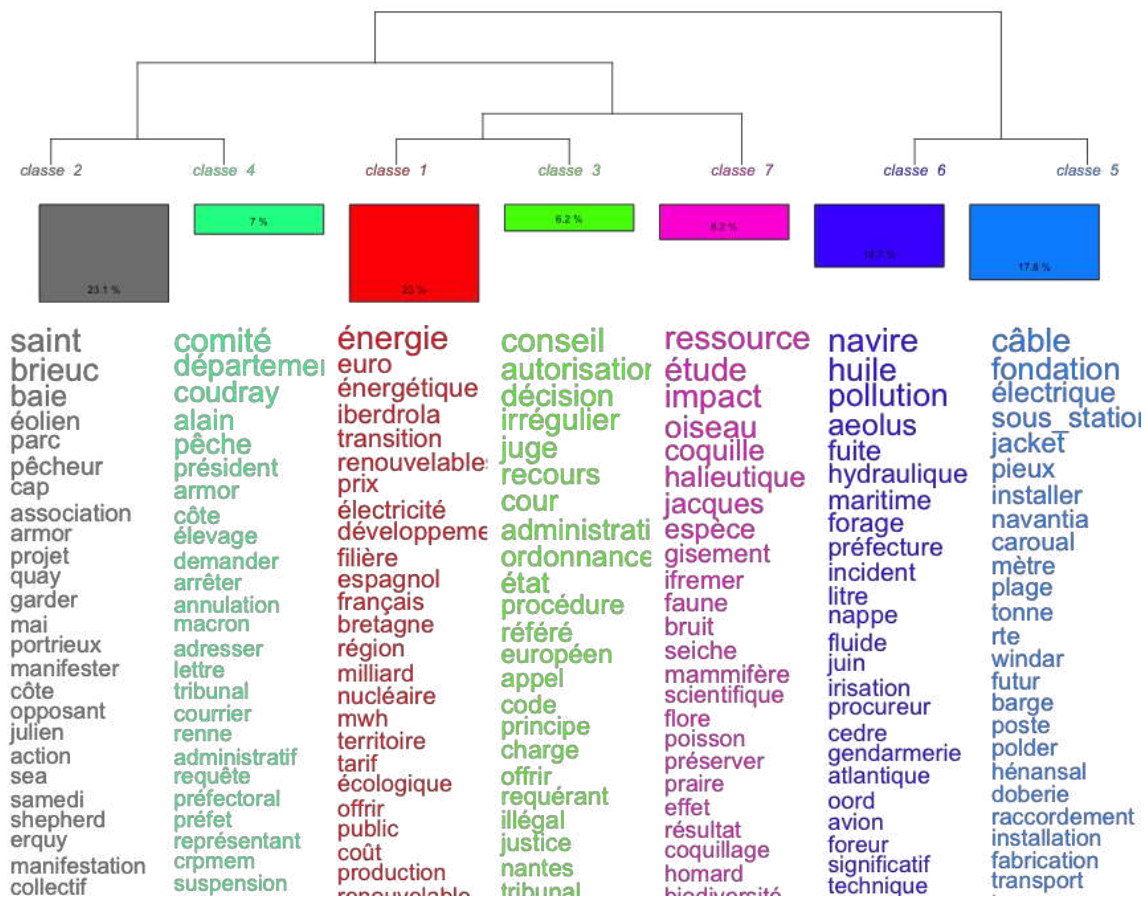 classe 2
classe 4
classe 1
classe 3
classe 7
classe 6
classe 5
23.1 %
7 %
23 %
6.2 %
8.2 %
17.8 %
saint
brieuc
baie
éolien
parc
pêcheur
cap
association
armor
projet
quay
garder
mai
portrieux
manifester
côte
opposant
julien
action
sea
samedi
shepherd
erquy
manifestation
collectif
comité
départemei
coudray
alain
pêche
président
armor
côte
élevage
demander
arrêter
annulation
macron
adresser
lettre
tribunal
courrier
renne
administratif
requête
préfectoral
préfet
représentant
crpmem
suspension
énergie
euro
énergétique
iberdrola
transition
renouvelable
prix
électricité
développeme
filière
espagnol
français
bretagne
région
milliard
nucléaire
mwh
territoire
tarif
écologique
offrir
public
coût
production
renouvelable
conseil
autorisation
décision
irrégulier
juge
recours
cour
administrati
ordonnance
état
procédure
référé
européen
appel
code
principe
charge
offrir
requérant
illégal
justice
nantes
tribunal
ressource
étude
impact
oiseau
coquille
halieutique
jacques
espèce
gisement
ifremer
faune
bruit
seiche
mammifère
scientifique
flore
poisson
préserver
praire
effet
résultat
coquillage
homard
biodiversité
navire
huile
pollution
aeolus
fuite
hydraulique
maritime
forage
préfecture
incident
litre
nappe
fluide
juin
irisation
procureur
cedre
gendarmerie
atlantique
oord
avion
foreur
significatif
technique
câble
fondation
électrique
sous_station
jacket
pieux
installer
navantia
caroual
mètre
plage
tonne
rte
windar
futur
barge
poste
polder
hénansal
doberie
raccordement
installation
fabrication
transport